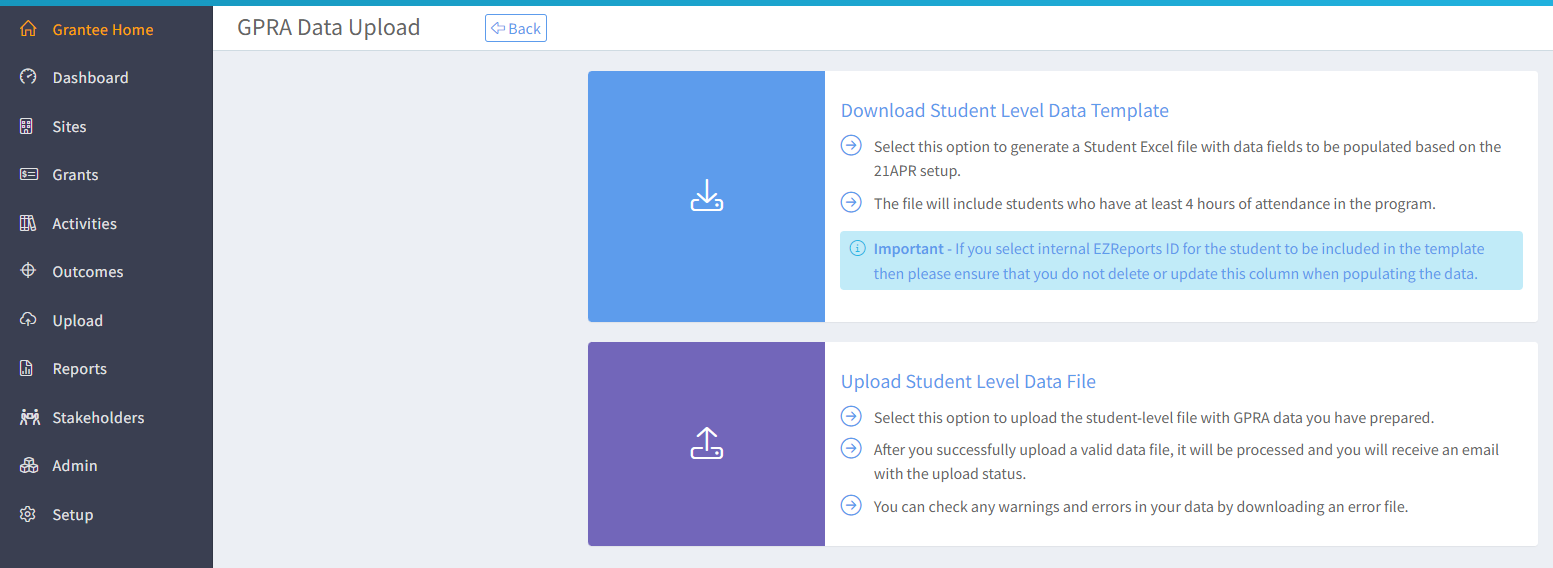 Grantee Home
Dashboard
Sites
Grants
Activities
Outcomes
Upload
Reports
Stakeholders
Admin
Setup
GPRA Data Upload
Back
Download Student Level Data Template
Select this option to generate a Student Excel file with data fields to be populated based on the
21APR setup.
The file will include students who have at least 4 hours of attendance in the program.
Important - If you select internal EZReports ID for the student to be included in the template
then please ensure that you do not delete or update this column when populating the data.
Upload Student Level Data File
Select this option to upload the student-level file with GPRA data you have prepared.
After you successfully upload a valid data file, it will be processed and you will receive an email
with the upload status.
You can check any warnings and errors in your data by downloading an error file.